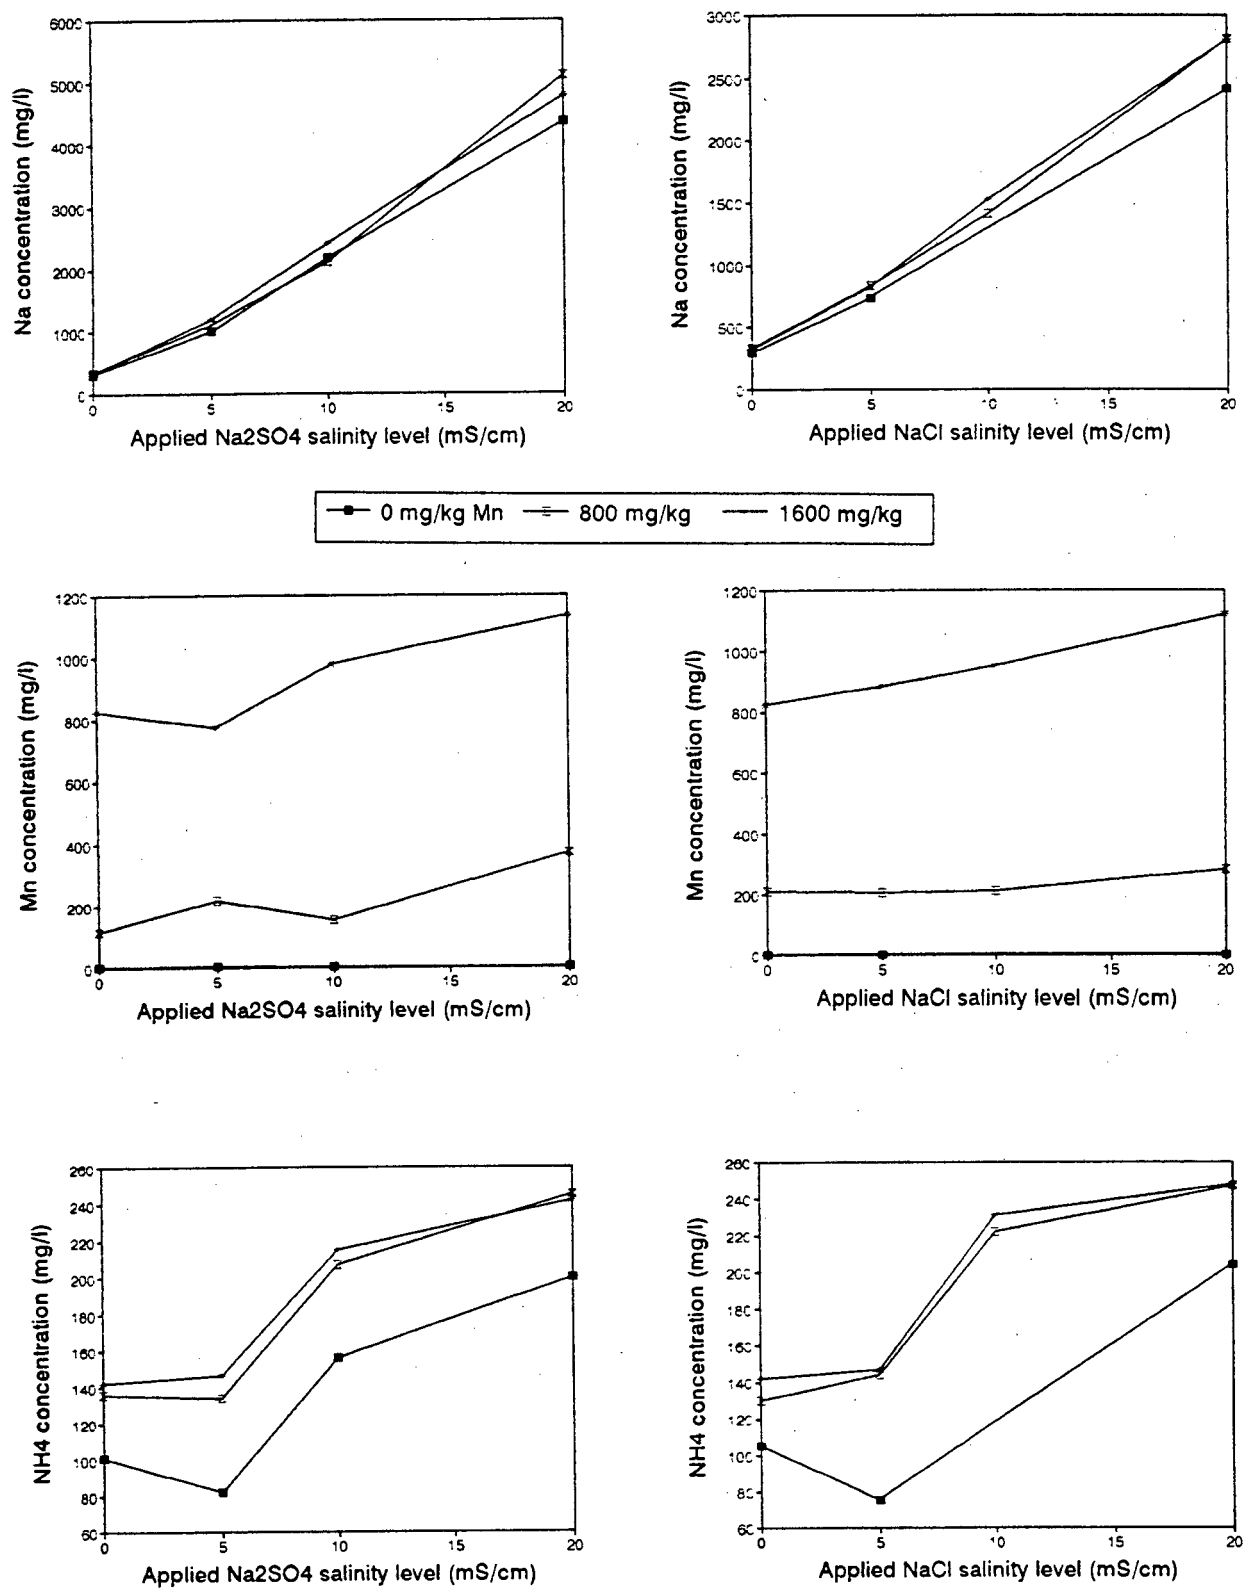 6000
5000
4000
3000
2000
1000
0
Na concentration (mg/l)
0 5 10 15 20
Applied Na2SO4 salinity level (mS/cm)
3000
2500
2000
1500
1000
500
0
Na concentration (mg/l)
0 5 10 15 20
Applied NaCl salinity level (mS/cm)
0 mg/kg Mn 800 mg/kg 1600 mg/kg
1200
1000
800
600
400
200
0
Mn concentration (mg/l)
0 5 10 15 20
Applied Na2SO4 salinity level (mS/cm)
1200
1000
800
600
400
200
0
Mn concentration (mg/l)
0 5 10 15 20
Applied NaCl salinity level (mS/cm)
260
240
220
200
180
160
140
120
100
80
60
NH4 concentration (mg/l)
0 5 10 15 20
Applied Na2SO4 salinity level (mS/cm)
260
240
220
200
180
160
140
120
100
80
60
NH4 concentration (mg/l)
0 5 10 15 20
Applied NaCl salinity level (mS/cm)